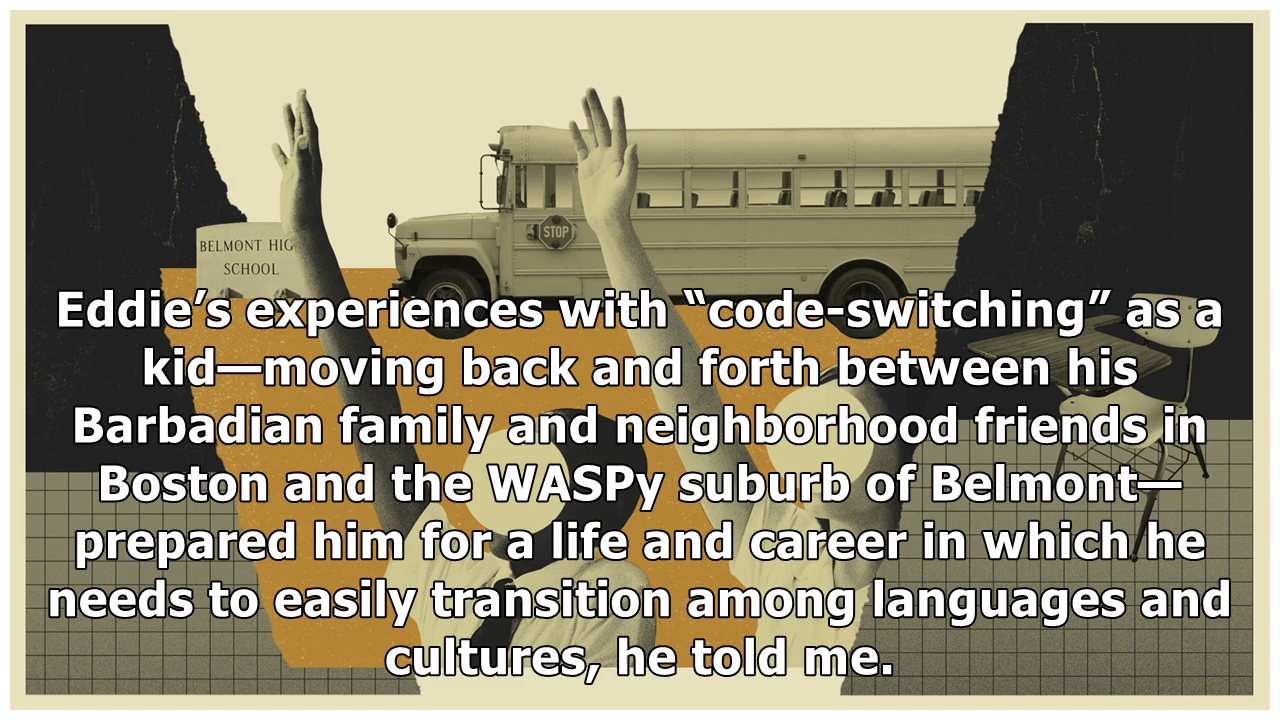 BELMONT HIG
SCHOOL
STOP
Eddie’s experiences with “code-switching” as a
kid—moving back and forth between his
Barbadian family and neighborhood friends in
Boston and the WASPy suburb of Belmont—
prepared him for a life and career in which he
needs to easily transition among languages and
cultures, he told me.